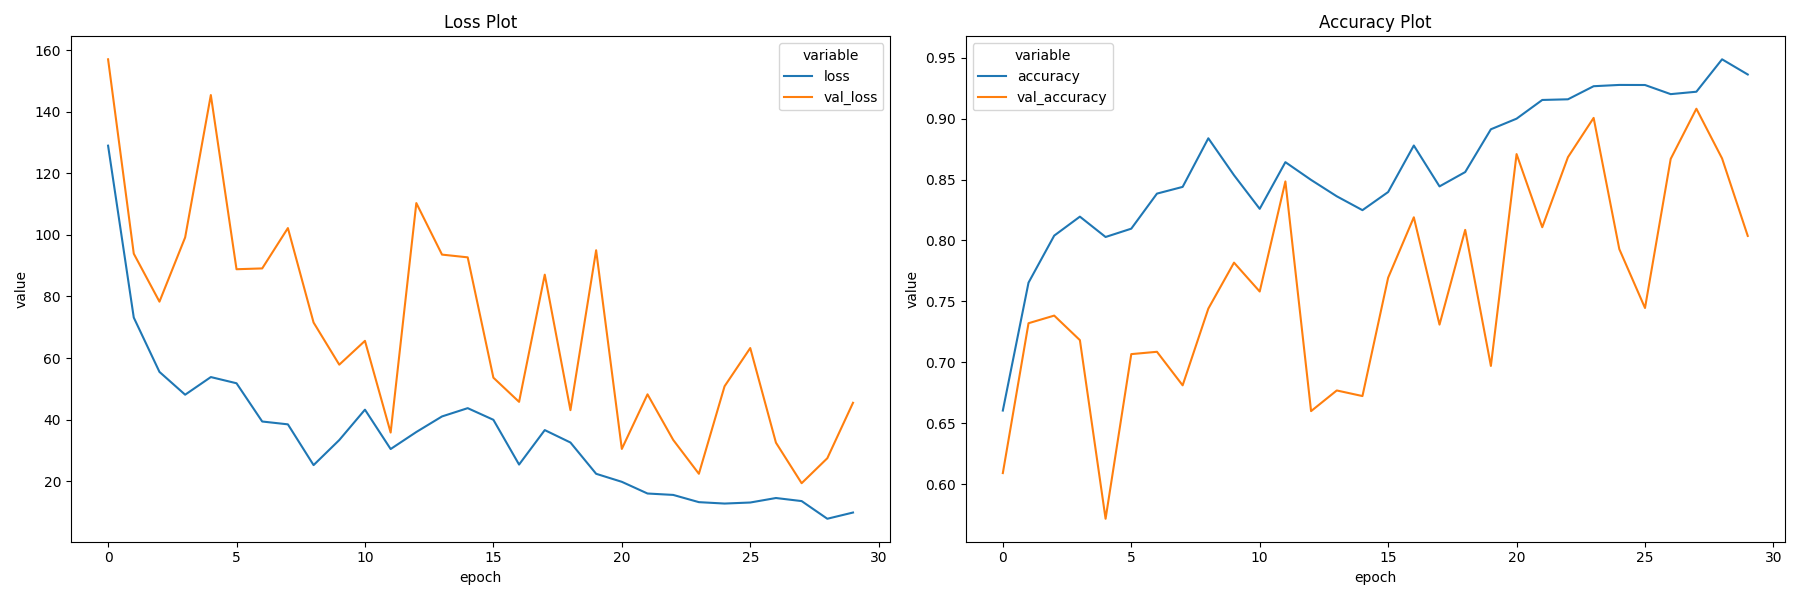 Loss Plot
variable
loss
val_loss
160
140
120
100
80
60
40
20
value
0 5 10 15 20 25 30
epoch
Accuracy Plot
variable
accuracy
val_accuracy
0.95
0.90
0.85
0.80
0.75
0.70
0.65
0.60
value
0 5 10 15 20 25 30
epoch